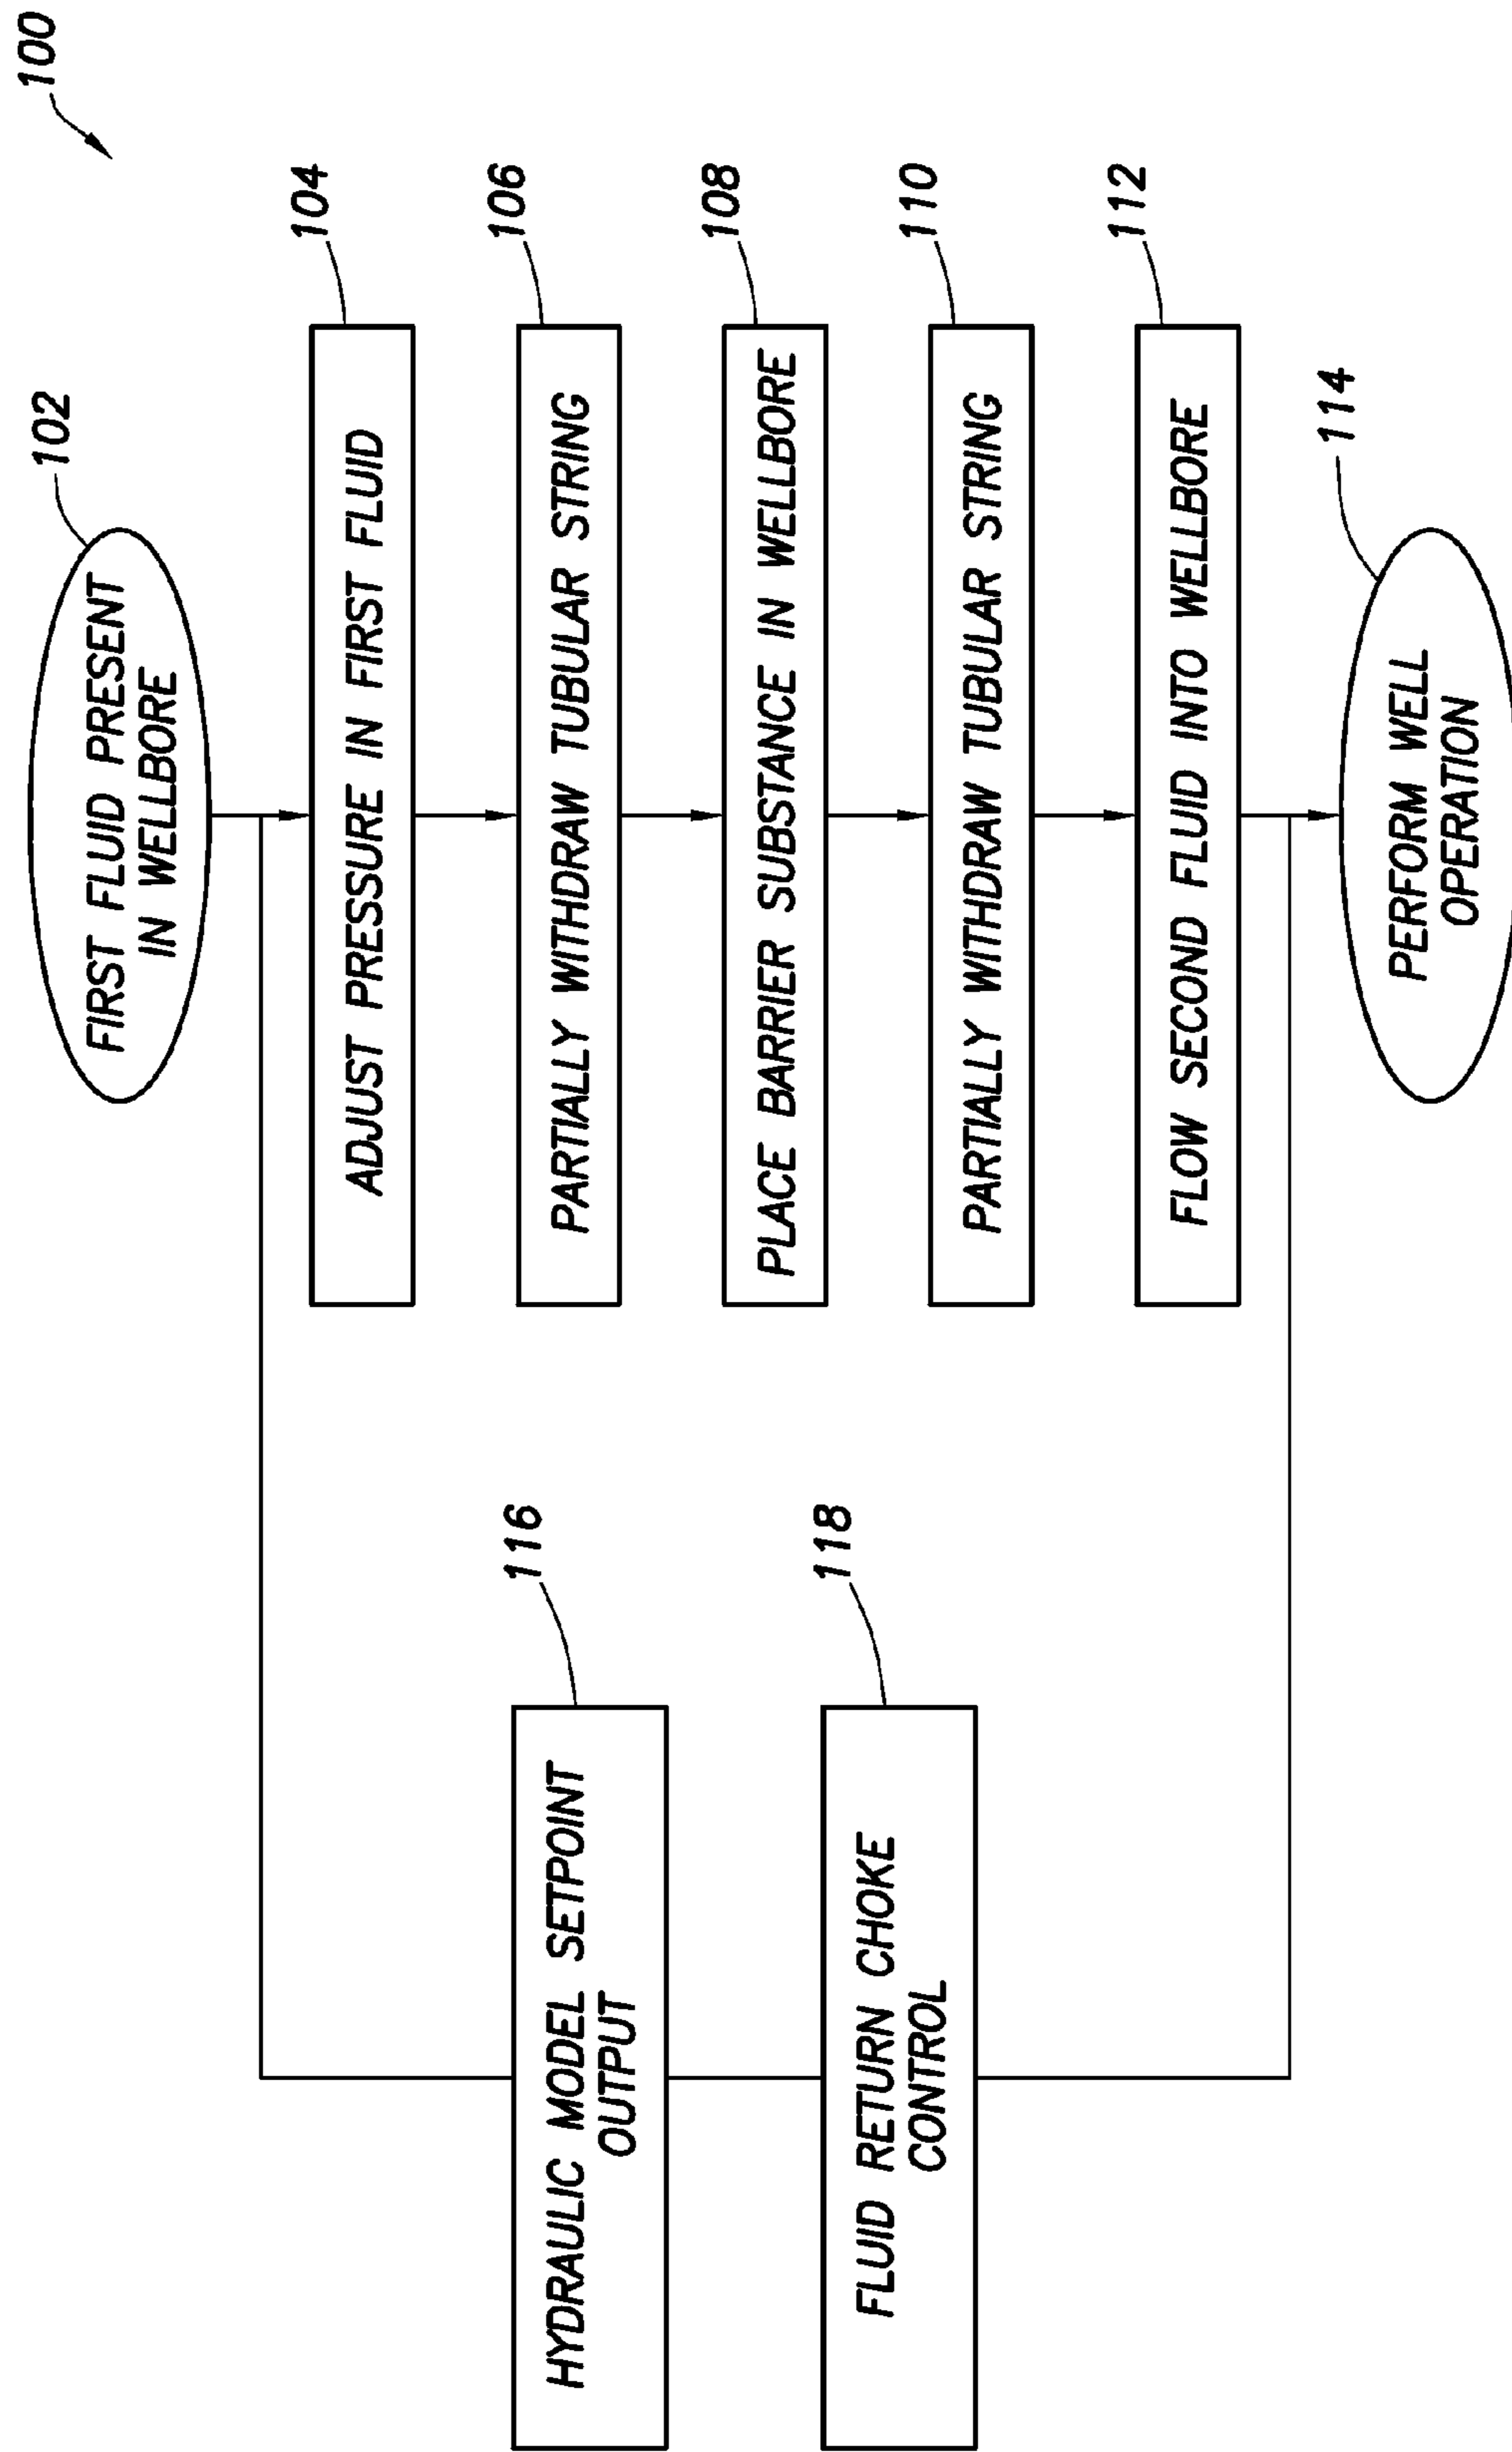 100
102
FIRST FLUID PRESENT
IN WELLBORE
104
ADJUST PRESSURE IN FIRST FLUID
106
PARTIALLY WITHDRAW TUBULAR STRING
108
PLACE BARRIER SUBSTANCE IN WELLBORE
110
PARTIALLY WITHDRAW TUBULAR STRING
112
FLOW SECOND FLUID INTO WELLBORE
114
PERFORM WELL
OPERATION
116
HYDRAULIC MODEL SETPOINT
OUTPUT
118
FLUID RETURN CHOKE
CONTROL